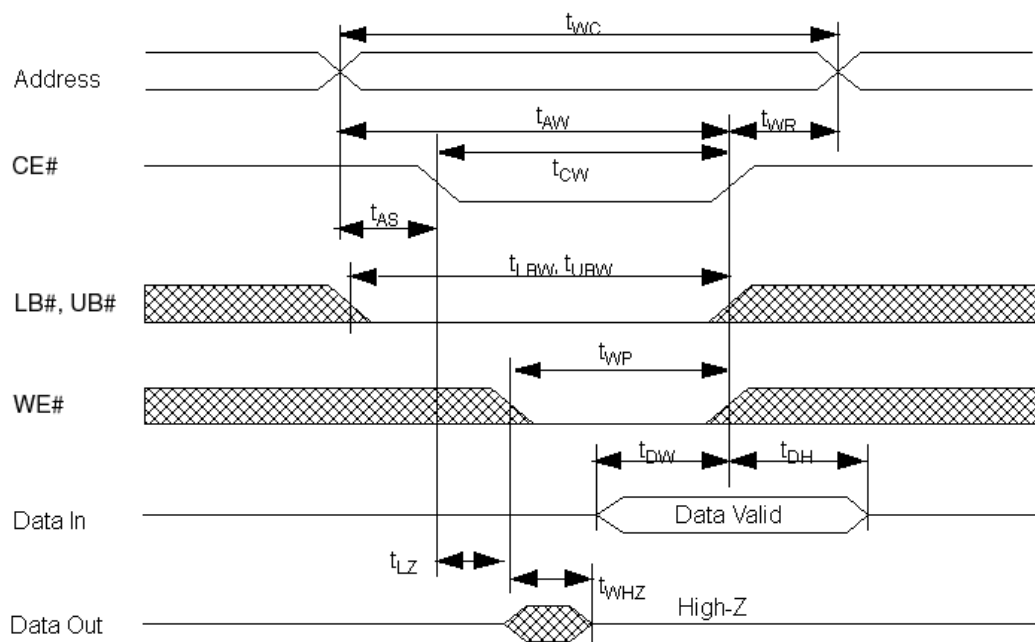 tWC
Address
tAW
tWR
CE#
tCW
tAS
tLBW, tUBW
LB#, UB#
tWP
WE#
tDW
tDH
Data In
Data Valid
tLZ
tWHZ
High-Z
Data Out